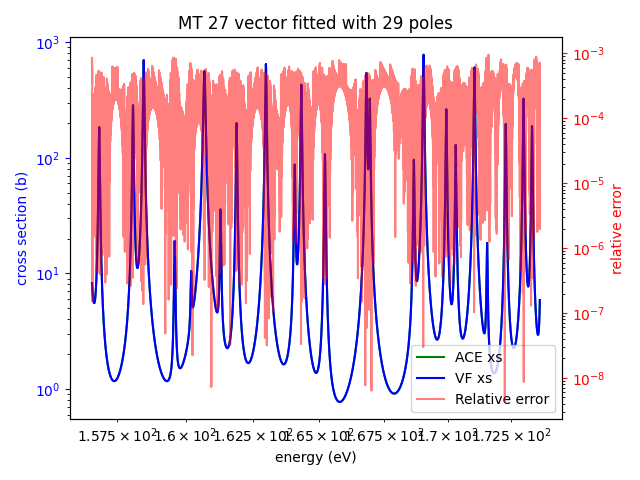 MT 27 vector fitted with 29 poles
cross section (b)
10³
10²
10¹
10⁰
relative error
10⁻³
10⁻⁴
10⁻⁵
10⁻⁶
10⁻⁷
10⁻⁸
ACE xs
VF xs
Relative error
1.575 × 10² 1.6 × 10² 1.625 × 10² 1.65 × 10² 1.675 × 10² 1.7 × 10² 1.725 × 10²
energy (eV)